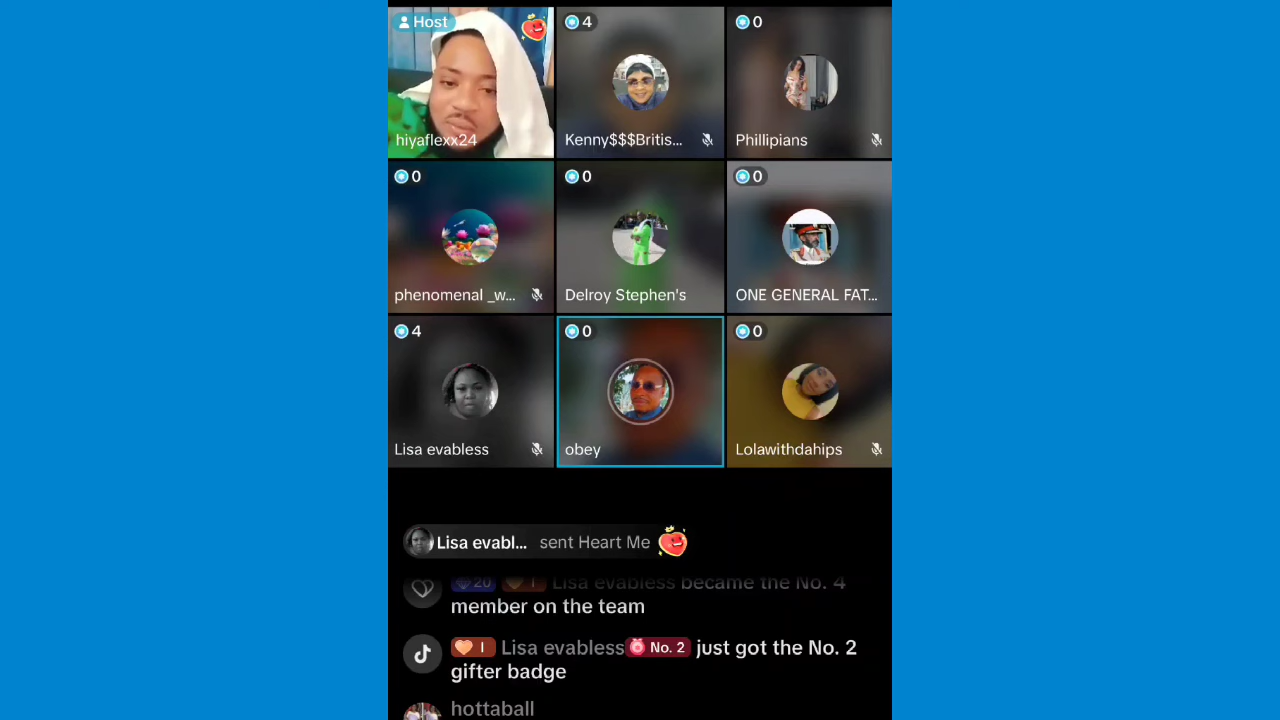 Host
4
0
hiyaflexx24
Kenny$$$Britis...
Phillipians
0
0
0
phenomenal _w...
Delroy Stephen's
ONE GENERAL FAT...
4
0
0
Lisa evabless
obey
Lolawithdahips
Lisa evabl... sent Heart Me
20 I Lisa evabless became the No. 4
member on the team
I Lisa evabless No. 2 just got the No. 2
gifter badge
hottaball